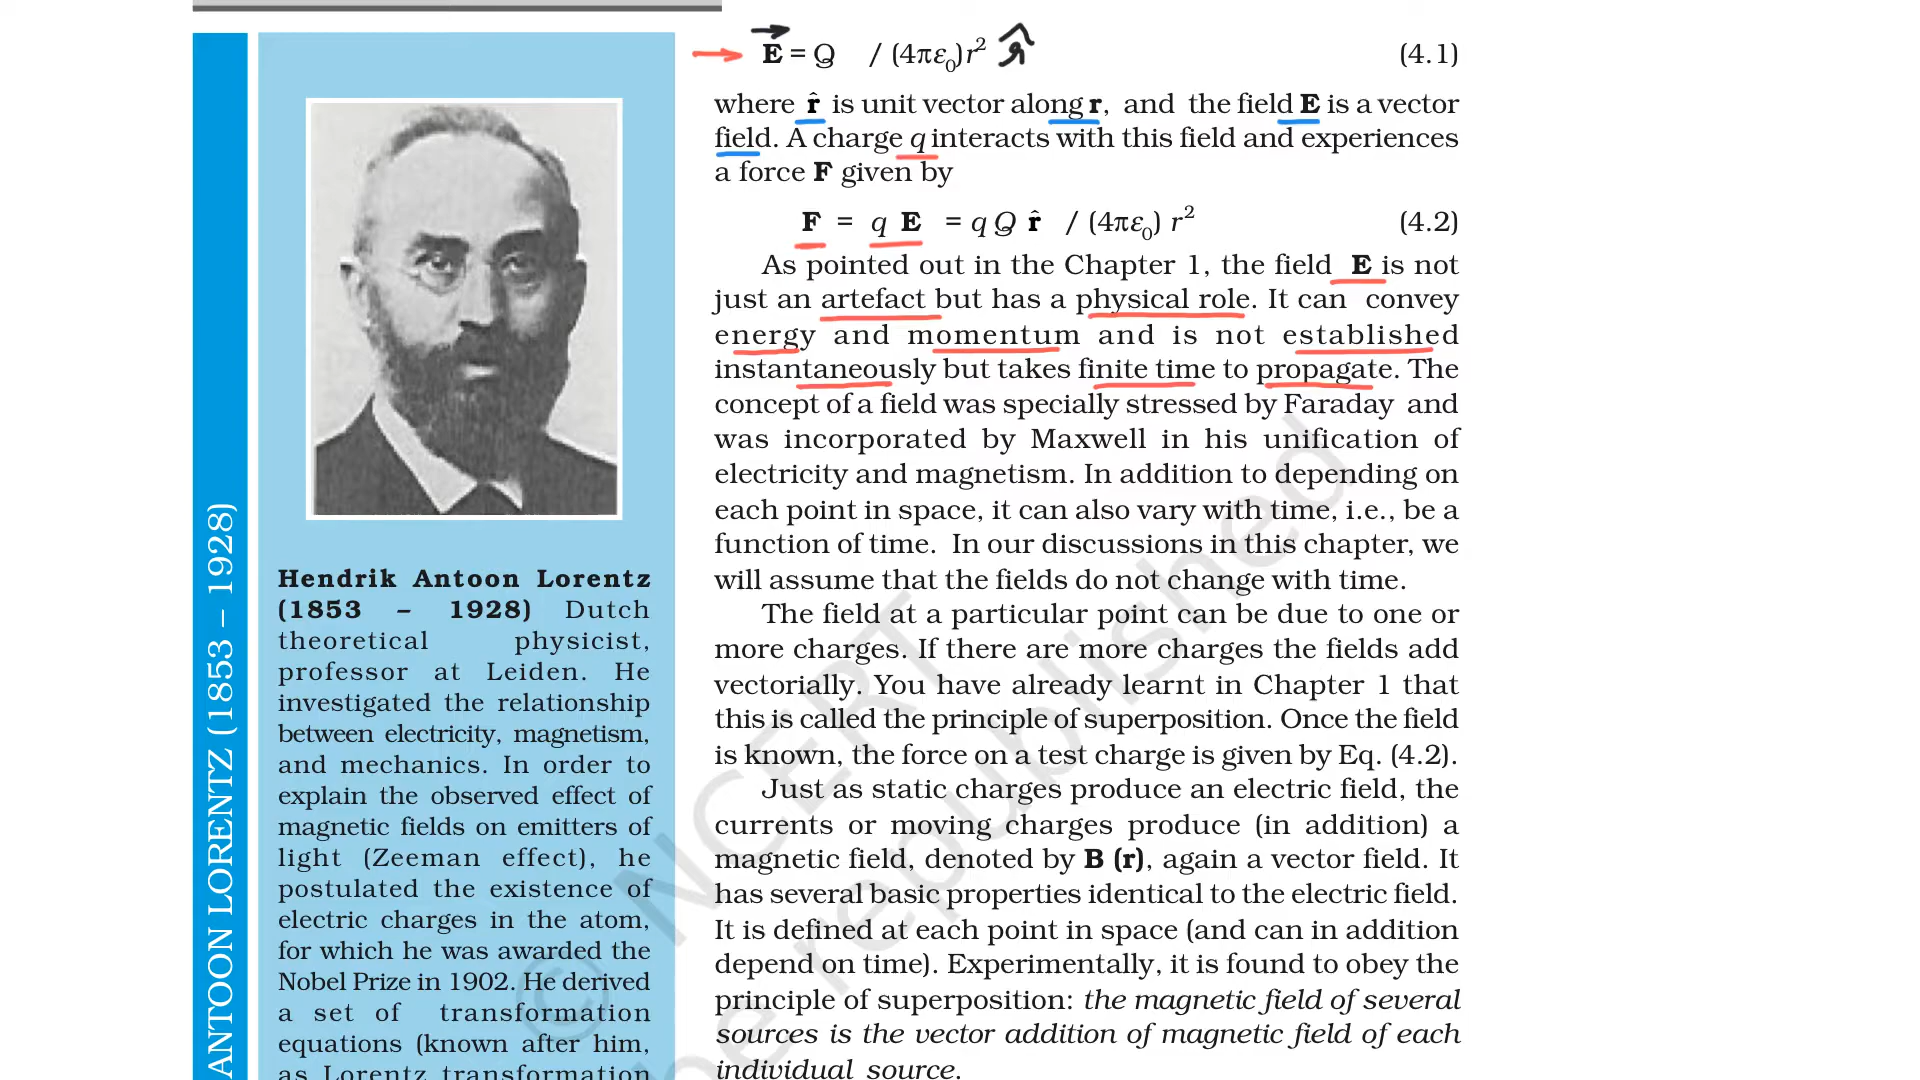 E = Q / (4πε₀)r² r̂ (4.1)
where r̂ is unit vector along r, and the field E is a vector
field. A charge q interacts with this field and experiences
a force F given by
F = q E = q Q r̂ / (4πε₀) r² (4.2)
As pointed out in the Chapter 1, the field E is not
just an artefact but has a physical role. It can convey
energy and momentum and is not established
instantaneously but takes finite time to propagate. The
concept of a field was specially stressed by Faraday and
was incorporated by Maxwell in his unification of
electricity and magnetism. In addition to depending on
each point in space, it can also vary with time, i.e., be a
function of time. In our discussions in this chapter, we
will assume that the fields do not change with time.
The field at a particular point can be due to one or
more charges. If there are more charges the fields add
vectorially. You have already learnt in Chapter 1 that
this is called the principle of superposition. Once the field
is known, the force on a test charge is given by Eq. (4.2).
Just as static charges produce an electric field, the
currents or moving charges produce (in addition) a
magnetic field, denoted by B (r), again a vector field. It
has several basic properties identical to the electric field.
It is defined at each point in space (and can in addition
depend on time). Experimentally, it is found to obey the
principle of superposition: the magnetic field of several
sources is the vector addition of magnetic field of each
individual source.
ANTOON LORENTZ (1853 – 1928)
Hendrik Antoon Lorentz
(1853 – 1928) Dutch
theoretical physicist,
professor at Leiden. He
investigated the relationship
between electricity, magnetism,
and mechanics. In order to
explain the observed effect of
magnetic fields on emitters of
light (Zeeman effect), he
postulated the existence of
electric charges in the atom,
for which he was awarded the
Nobel Prize in 1902. He derived
a set of transformation
equations (known after him,
as Lorentz transformation
© NCERT
be republished